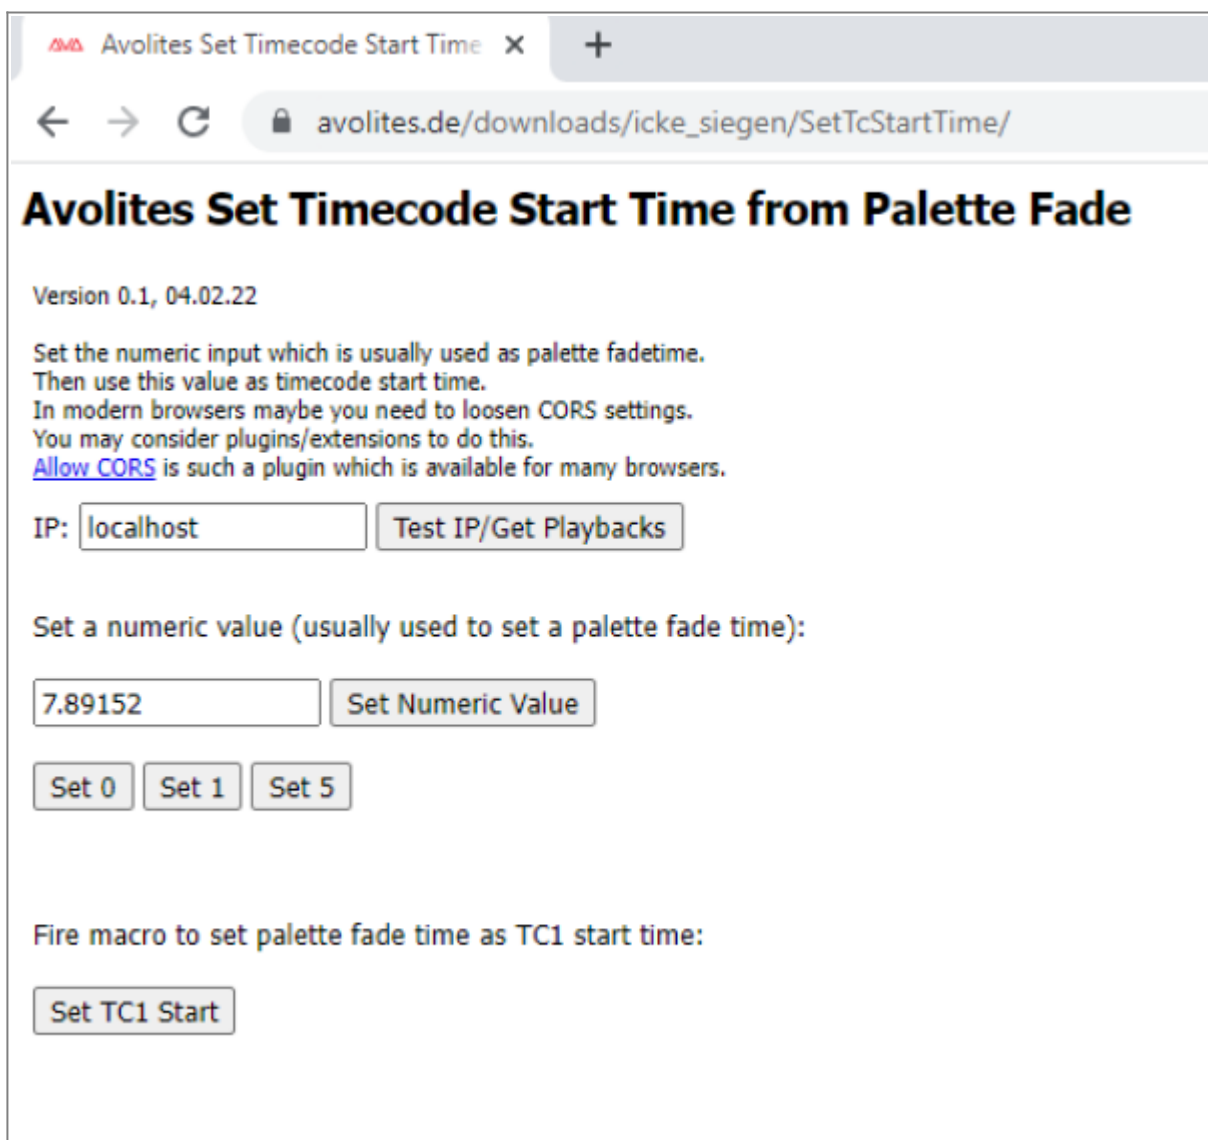 Avolites Set Timecode Start Time
avolites.de/downloads/icke_siegen/SetTcStartTime/
Avolites Set Timecode Start Time from Palette Fade
Version 0.1, 04.02.22
Set the numeric input which is usually used as palette fadetime.
Then use this value as timecode start time.
In modern browsers maybe you need to loosen CORS settings.
You may consider plugins/extensions to do this.
Allow CORS is such a plugin which is available for many browsers.
IP: localhost Test IP/Get Playbacks
Set a numeric value (usually used to set a palette fade time):
7.89152 Set Numeric Value
Set 0 Set 1 Set 5
Fire macro to set palette fade time as TC1 start time:
Set TC1 Start